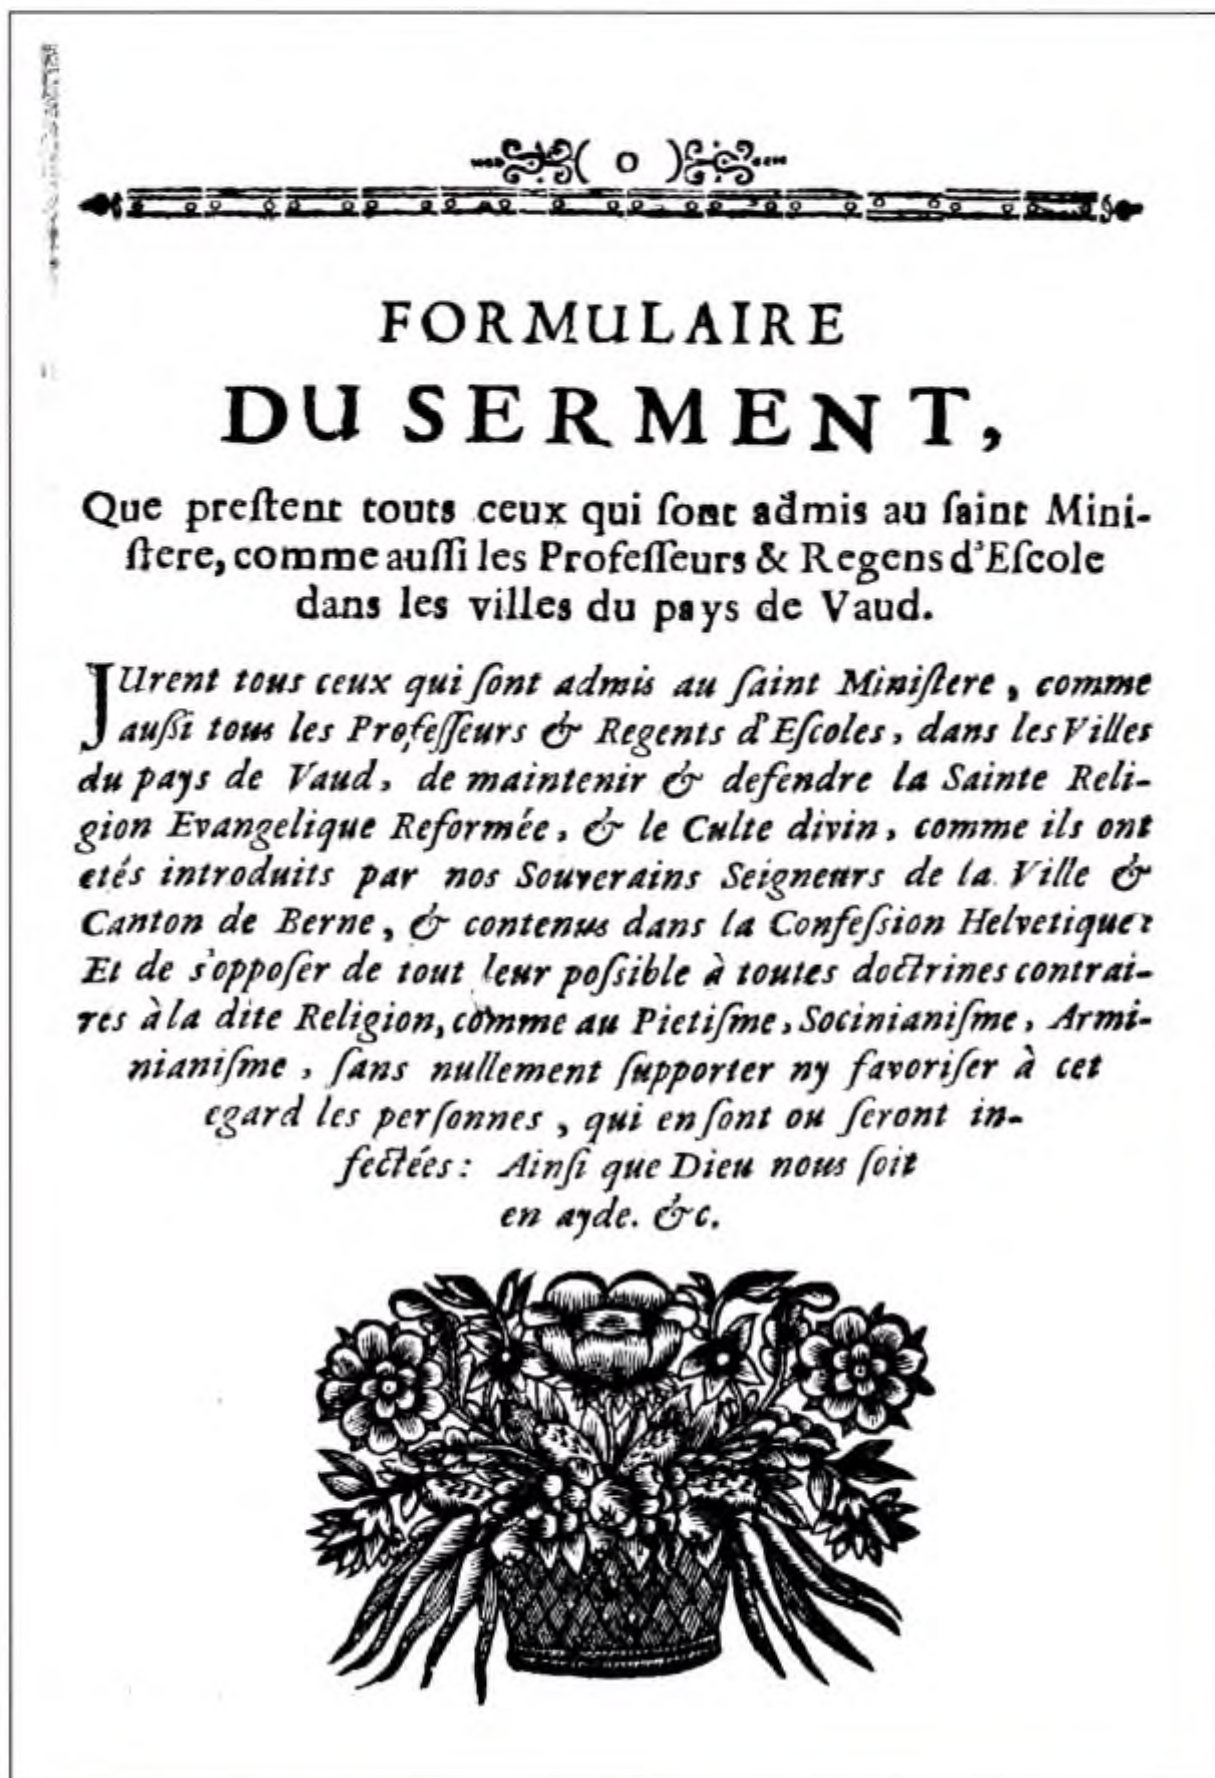 ( O )
FORMULAIRE
DU SERMENT,
Que preſtent touts ceux qui ſont admis au ſaint Mini-
ſtere, comme auſſi les Profeſſeurs & Regens d'Eſcole
dans les villes du pays de Vaud.
JUrent tous ceux qui ſont admis au ſaint Miniſtere, comme
auſſi tous les Profeſſeurs & Regents d'Eſcoles, dans les Villes
du pays de Vaud, de maintenir & defendre la Sainte Reli-
gion Evangelique Reformée, & le Culte divin, comme ils ont
etés introduits par nos Souverains Seigneurs de la Ville &
Canton de Berne, & contenus dans la Confeſſion Helvetique:
Et de s'oppoſer de tout leur poſſible à toutes doctrines contrai-
res à la dite Religion, comme au Pietiſme, Socinianiſme, Armi-
nianiſme, ſans nullement ſupporter ny favoriſer à cet
egard les perſonnes, qui en ſont ou ſeront in-
fectées: Ainſi que Dieu nous ſoit
en ayde. &c.